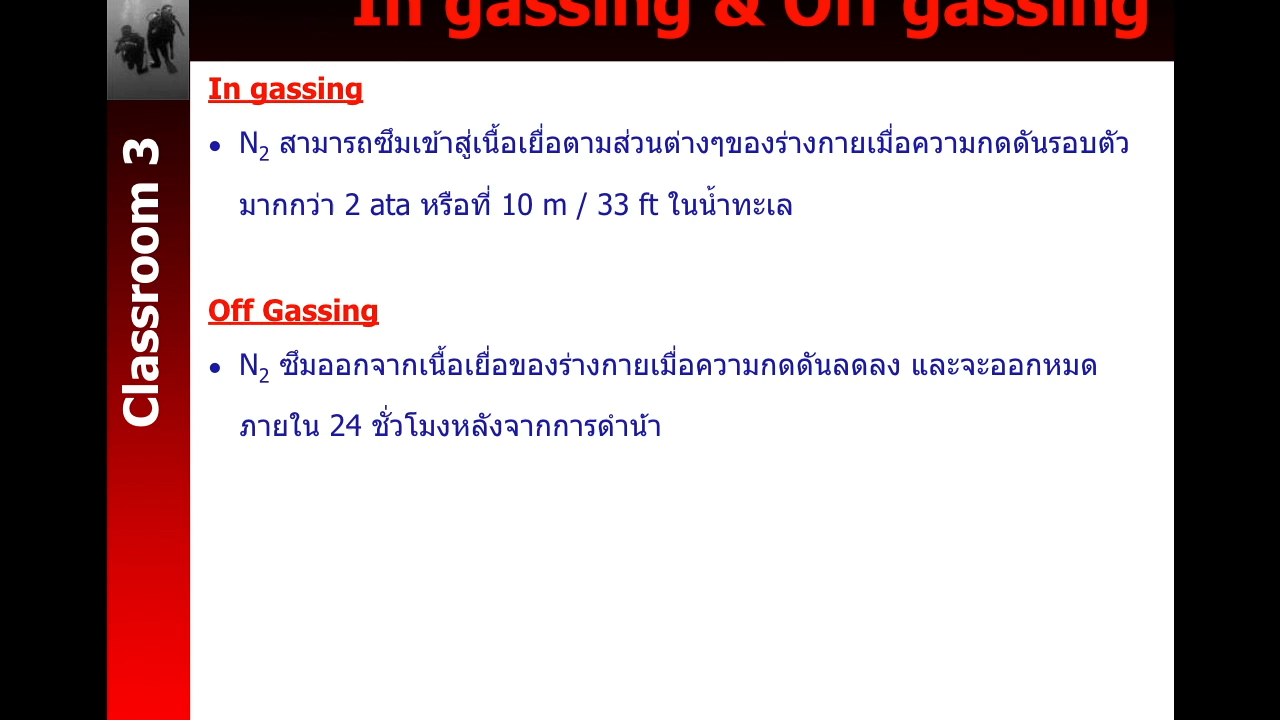 In gassing & Off gassing
Classroom 3
In gassing
• N₂ สามารถซึมเข้าสู่เนื้อเยื่อตามส่วนต่างๆของร่างกายเมื่อความกดดันรอบตัว
มากกว่า 2 ata หรือที่ 10 m / 33 ft ในน้ำทะเล
Off Gassing
• N₂ ซึมออกจากเนื้อเยื่อของร่างกายเมื่อความกดดันลดลง และจะออกหมด
ภายใน 24 ชั่วโมงหลังจากการดำน้า